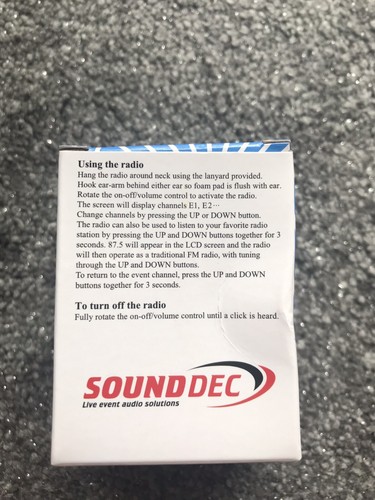 Using the radio
Hang the radio around neck using the lanyard provided.
Hook ear-arm behind either ear so foam pad is flush with ear.
Rotate the on-off/volume control to activate the radio.
The screen will display channels E1, E2···
Change channels by pressing the UP or DOWN button.
The radio can also be used to listen to your favorite radio
station by pressing the UP and DOWN buttons together for 3
seconds. 87.5 will appear in the LCD screen and the radio
will then operate as a traditional FM radio, with tuning
through the UP and DOWN buttons.
To return to the event channel, press the UP and DOWN
buttons together for 3 seconds.
To turn off the radio
Fully rotate the on-off/volume control until a click is heard.
SOUNDDEC
Live event audio solutions